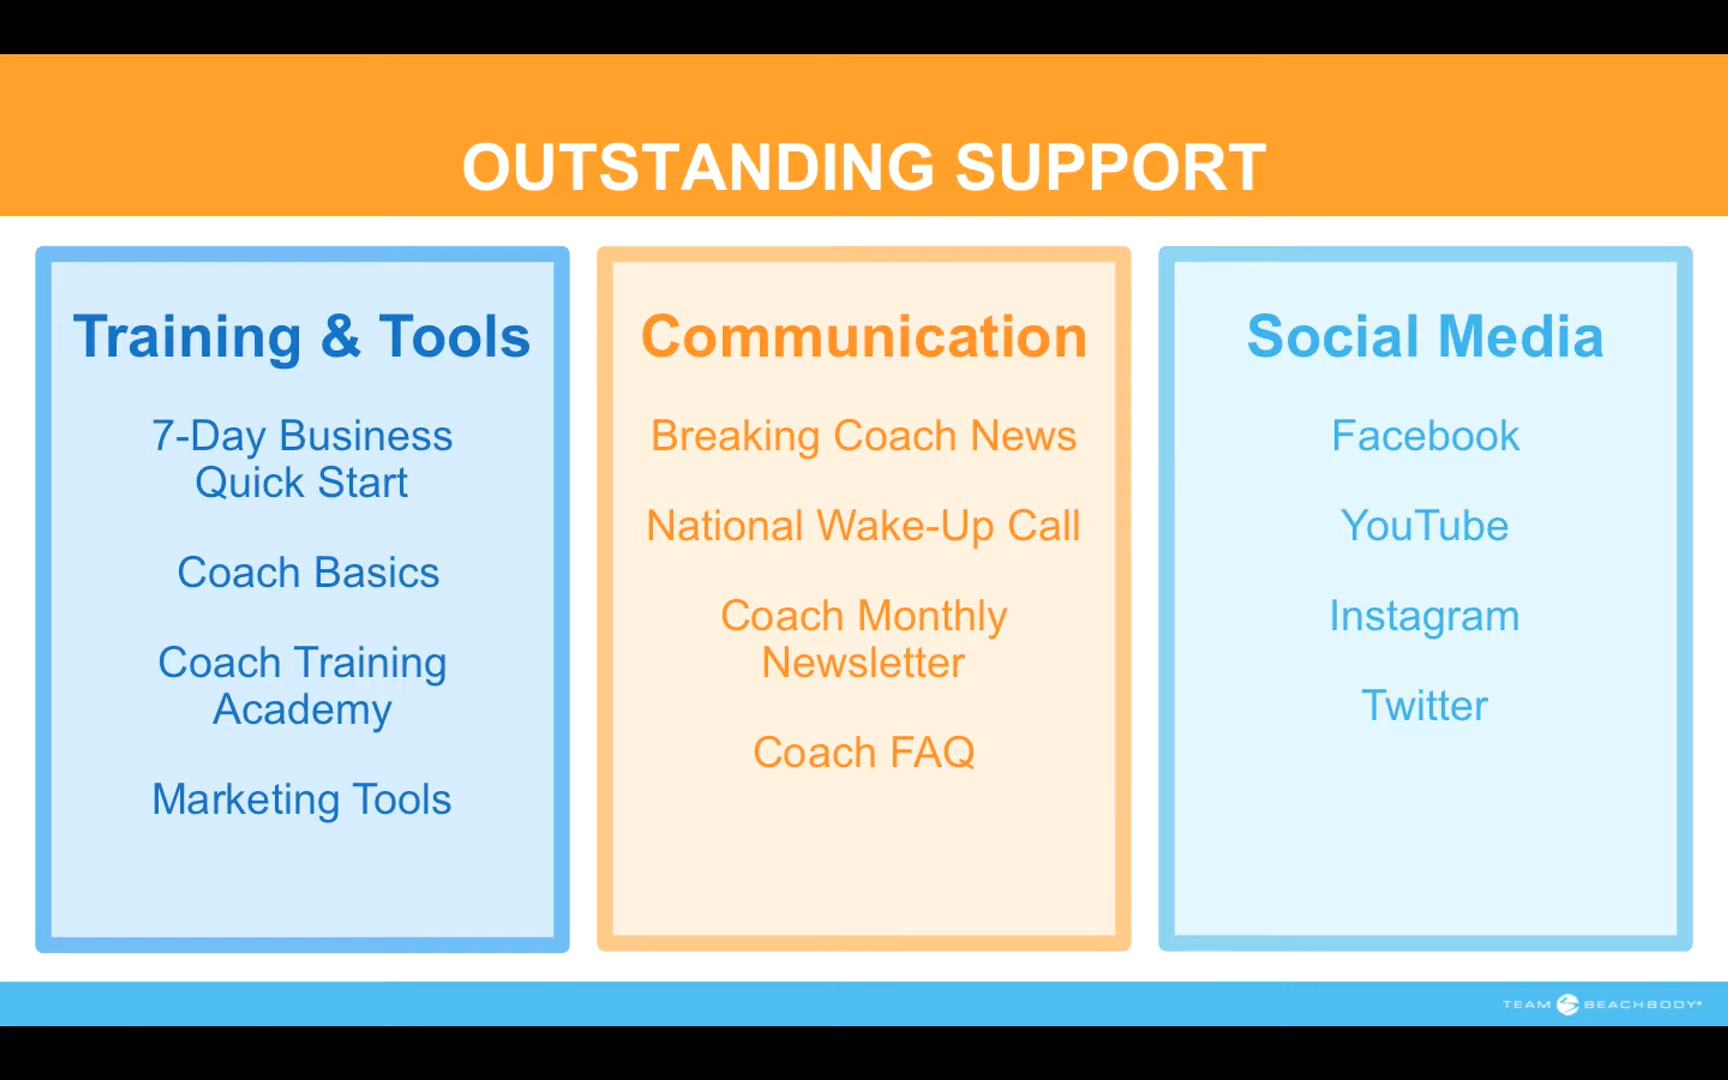 OUTSTANDING SUPPORT
Training & Tools
7-Day Business
Quick Start
Coach Basics
Coach Training
Academy
Marketing Tools
Communication
Breaking Coach News
National Wake-Up Call
Coach Monthly
Newsletter
Coach FAQ
Social Media
Facebook
YouTube
Instagram
Twitter
TEAM BEACHBODY®